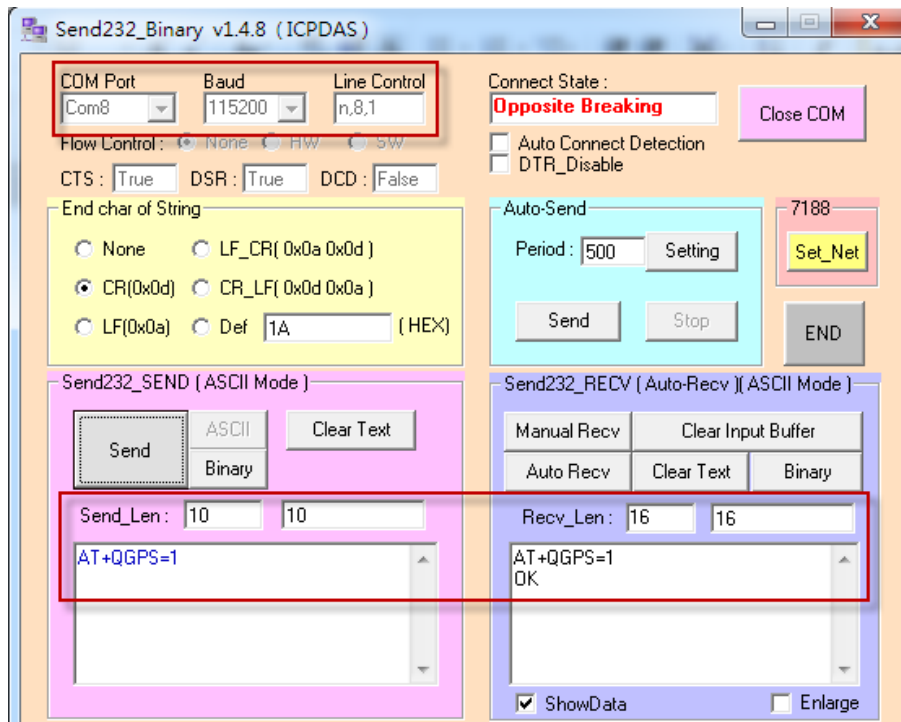 Send232_Binary v1.4.8 (ICPDAS)
COM Port Baud Line Control
Com8 115200 n,8,1
Flow Control : None HW SW
CTS : True DSR : True DCD : False
Connect State :
Opposite Breaking
Close COM
Auto Connect Detection
DTR_Disable
End char of String
None LF_CR( 0x0a 0x0d )
CR(0x0d) CR_LF( 0x0d 0x0a )
LF(0x0a) Def 1A ( HEX)
Auto-Send
Period : 500 Setting
Send Stop
7188
Set_Net
END
Send232_SEND ( ASCII Mode )
Send ASCII Clear Text
Binary
Send_Len : 10 10
AT+QGPS=1
Send232_RECV ( Auto-Recv )( ASCII Mode )
Manual Recv Clear Input Buffer
Auto Recv Clear Text Binary
Recv_Len : 16 16
AT+QGPS=1
OK
ShowData Enlarge